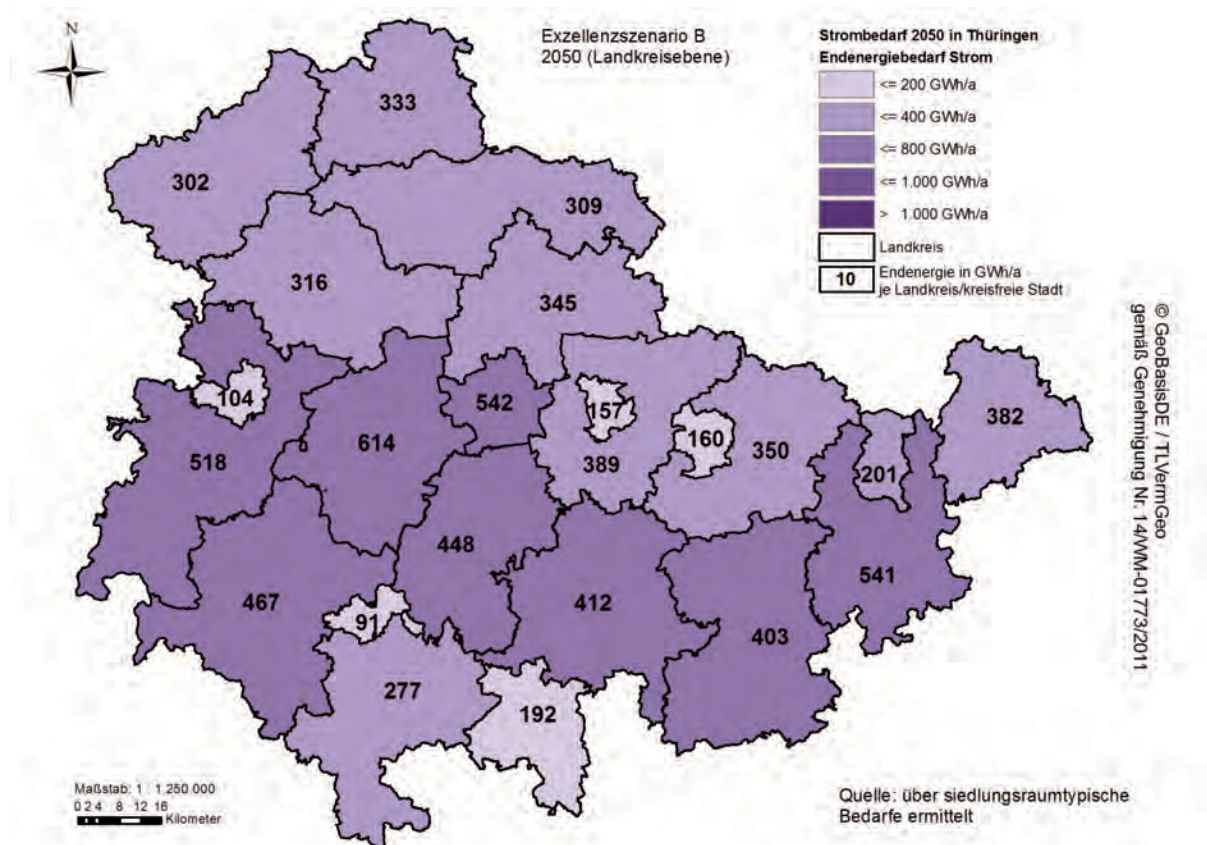 N
Exzellenszenario B
2050 (Landkreisebene)
Strombedarf 2050 in Thüringen
Endenergiebedarf Strom
<= 200 GWh/a
<= 400 GWh/a
<= 800 GWh/a
<= 1.000 GWh/a
> 1.000 GWh/a
Landkreis
10 Endenergie in GWh/a
je Landkreis/kreisfreie Stadt
333
302
309
316
345
104
542
157
382
614
160
350
518
389
201
448
467
412
541
91
403
277
192
© GeoBasisDE / TLVermGeo
gemäß Genehmigung Nr. 14/WM-01773/2011
Maßstab: 1 : 1.250.000
0 2 4 8 12 16
Kilometer
Quelle: über siedlungsraumtypische
Bedarfe ermittelt